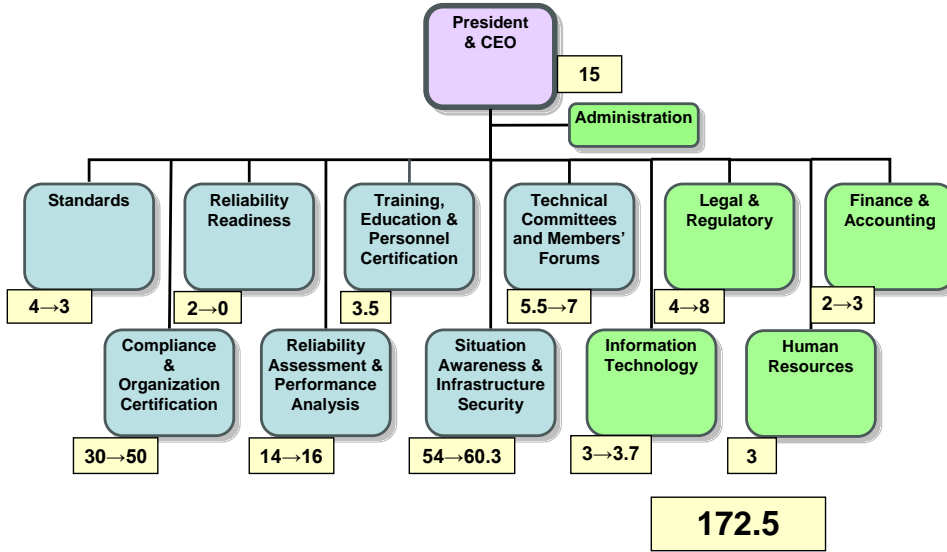 President
& CEO
15
Administration
Standards
4→3
Reliability
Readiness
2→0
Training,
Education &
Personnel
Certification
3.5
Technical
Committees
and Members’
Forums
5.5→7
Legal &
Regulatory
4→8
Finance &
Accounting
2→3
Compliance
&
Organization
Certification
30→50
Reliability
Assessment &
Performance
Analysis
14→16
Situation
Awareness &
Infrastructure
Security
54→60.3
Information
Technology
3→3.7
Human
Resources
3
172.5